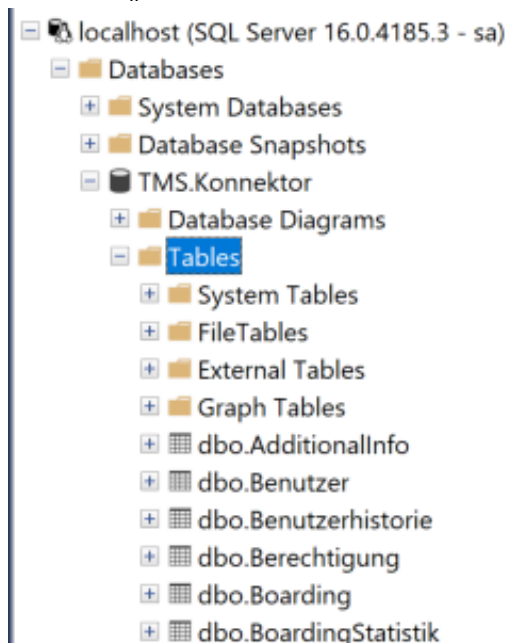 localhost (SQL Server 16.0.4185.3 - sa)
Databases
System Databases
Database Snapshots
TMS.Konnektor
Database Diagrams
Tables
System Tables
FileTables
External Tables
Graph Tables
dbo.AdditionalInfo
dbo.Benutzer
dbo.Benutzerhistorie
dbo.Berechtigung
dbo.Boarding
dbo.BoardingStatistik